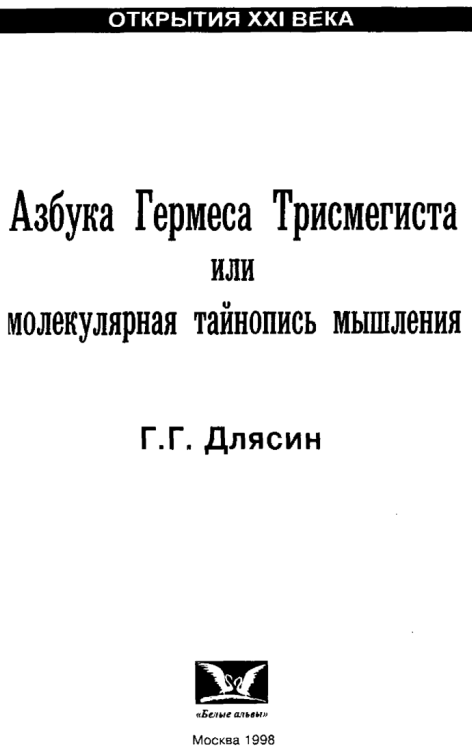 ОТКРЫТИЯ XXI ВЕКА
Азбука Гермеса Трисмегиста
или
молекулярная тайнопись мышления
Г.Г. Длясин
«Белые альвы»
Москва 1998